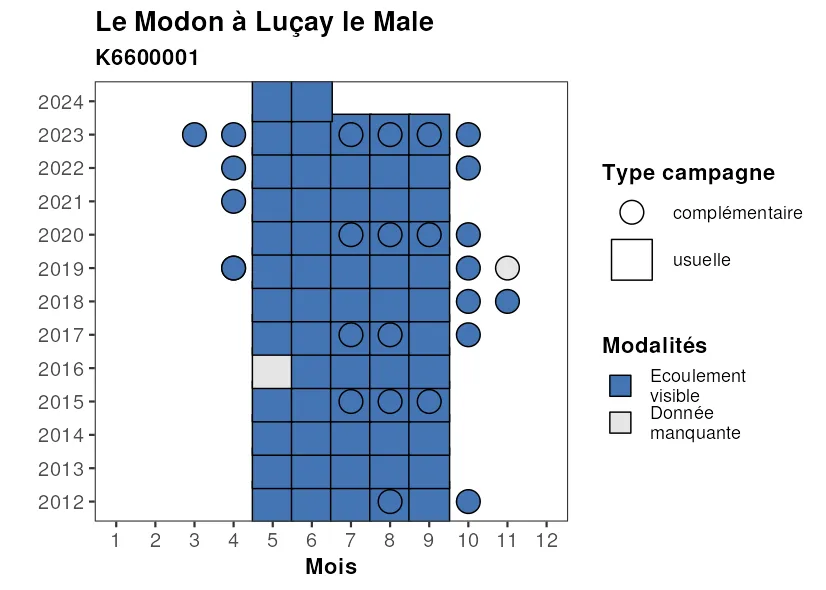 Le Modon à Luçay le Male
K6600001
2024
2023
2022
2021
2020
2019
2018
2017
2016
2015
2014
2013
2012
1 2 3 4 5 6 7 8 9 10 11 12
Mois
Type campagne
complémentaire
usuelle
Modalités
Ecoulement
visible
Donnée
manquante